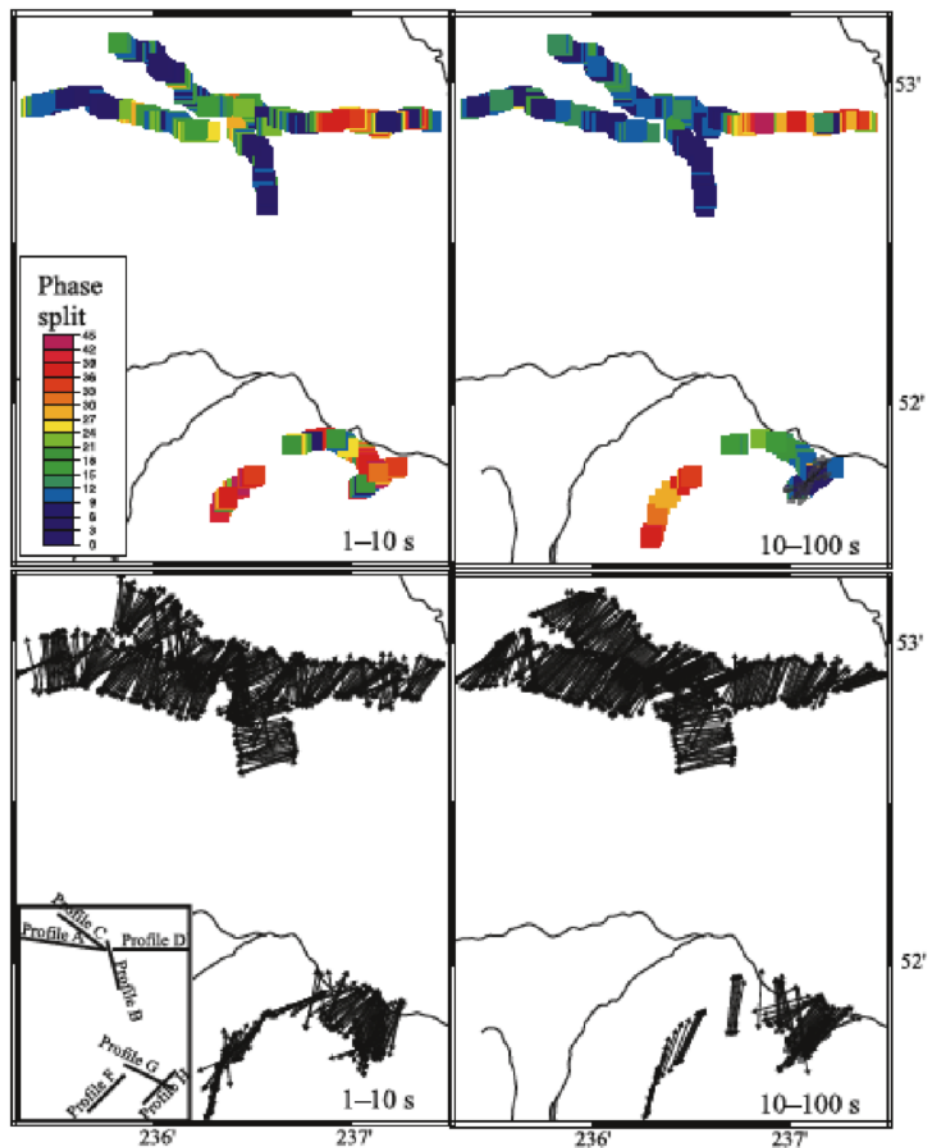 53'
Phase
split
45
42
39
36
33
30
27
24
21
18
15
12
9
6
3
0
52'
1–10 s
10–100 s
53'
52'
Profile C
Profile A
Profile D
Profile B
Profile G
Profile F
Profile H
1–10 s
10–100 s
236'
237'
236'
237'